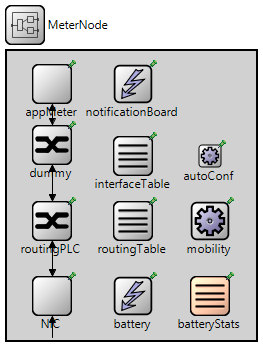 MeterNode
appMeter
notificationBoard
dummy
interfaceTable
autoConf
routingPLC
routingTable
mobility
NIC
battery
batteryStats